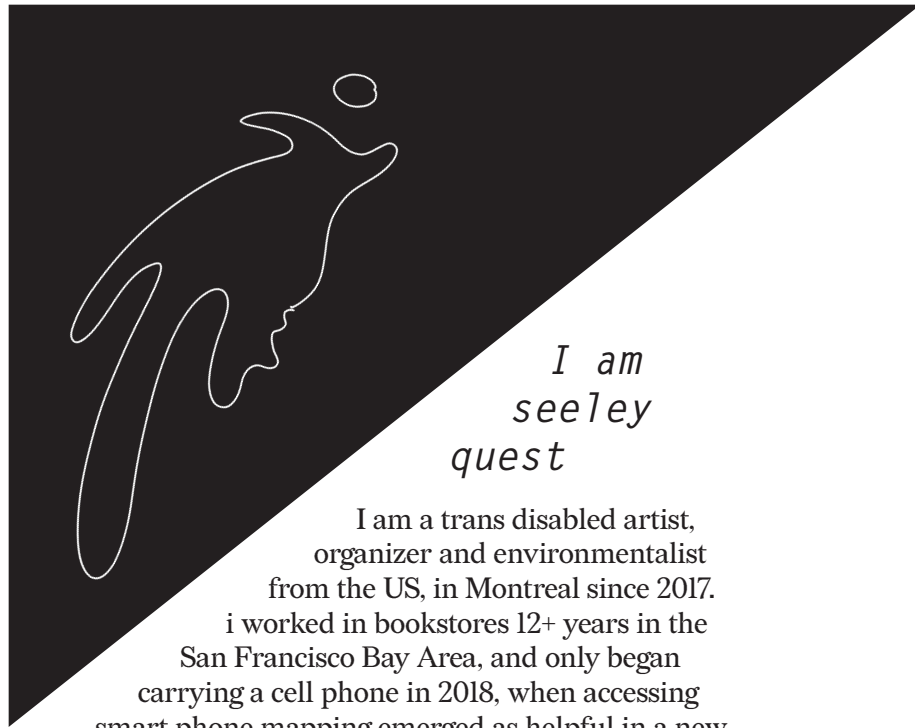 I am
seeley
quest
I am a trans disabled artist,
organizer and environmentalist
from the US, in Montreal since 2017.
i worked in bookstores 12+ years in the
San Francisco Bay Area, and only began
carrying a cell phone in 2018, when accessing
smart phone mapping emerged as helpful in a new